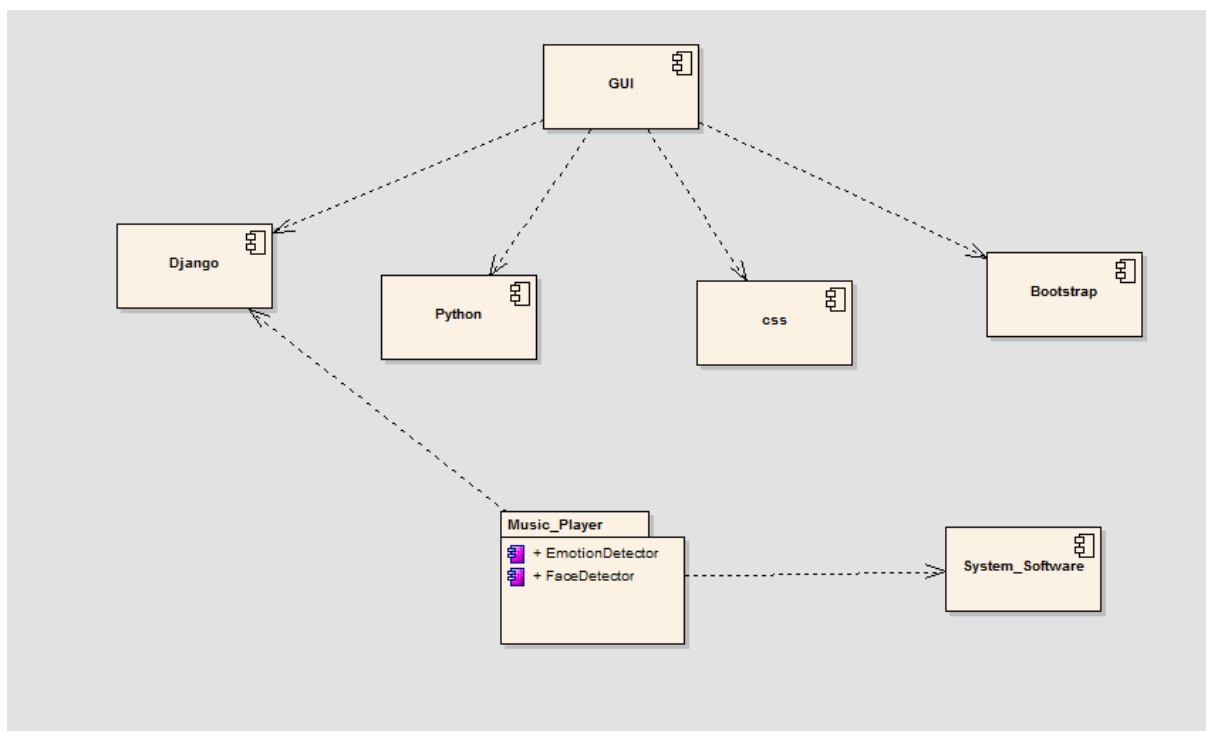 GUI
Django
Python
css
Bootstrap
Music_Player
+ EmotionDetector
+ FaceDetector
System_Software